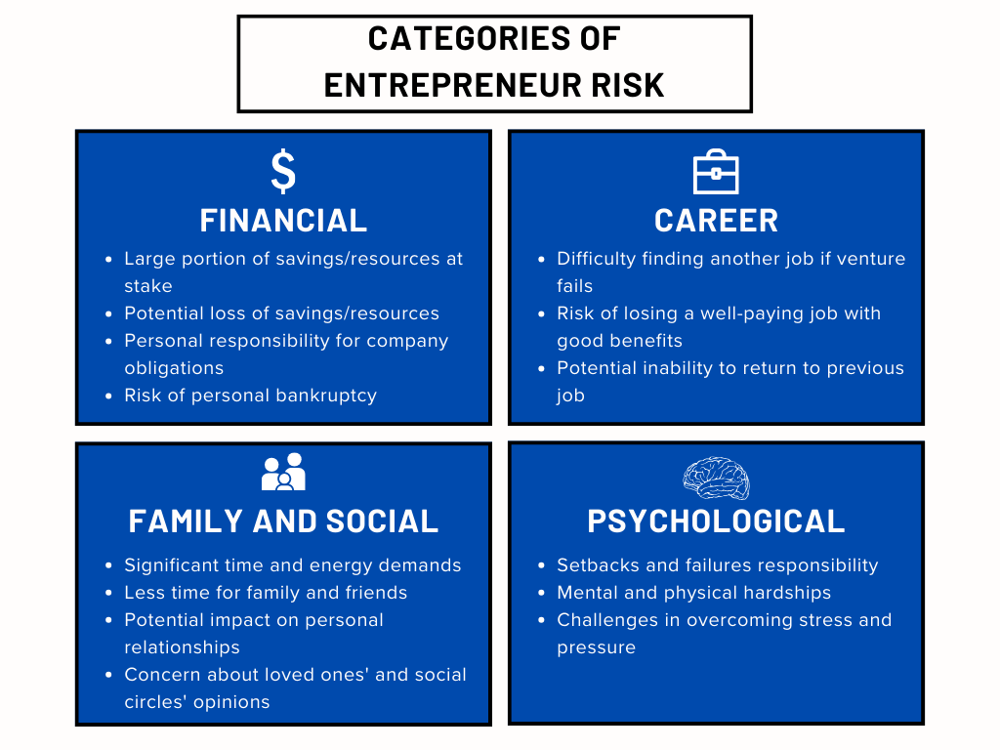 CATEGORIES OF
ENTREPRENEUR RISK
$
FINANCIAL
• Large portion of savings/resources at
stake
• Potential loss of savings/resources
• Personal responsibility for company
obligations
• Risk of personal bankruptcy
CAREER
• Difficulty finding another job if venture
fails
• Risk of losing a well-paying job with
good benefits
• Potential inability to return to previous
job
FAMILY AND SOCIAL
• Significant time and energy demands
• Less time for family and friends
• Potential impact on personal
relationships
• Concern about loved ones' and social
circles' opinions
PSYCHOLOGICAL
• Setbacks and failures responsibility
• Mental and physical hardships
• Challenges in overcoming stress and
pressure